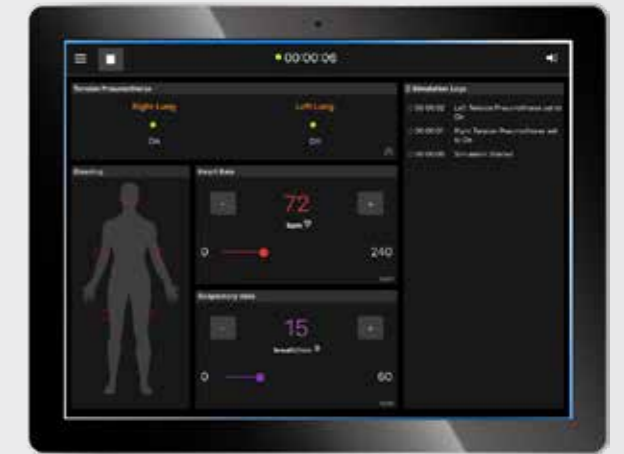 00:00:06
Tension Pneumothorax
Right Lung
Left Lung
On
On
Simulation Logs
00:00:02 Left Tension Pneumothorax set to
On
00:00:01 Right Tension Pneumothorax set
to On
00:00:00 Simulation Started
Bleeding
Heart Rate
-
72
+
bpm
0
240
Respiratory Rate
-
15
+
breaths/min
0
60